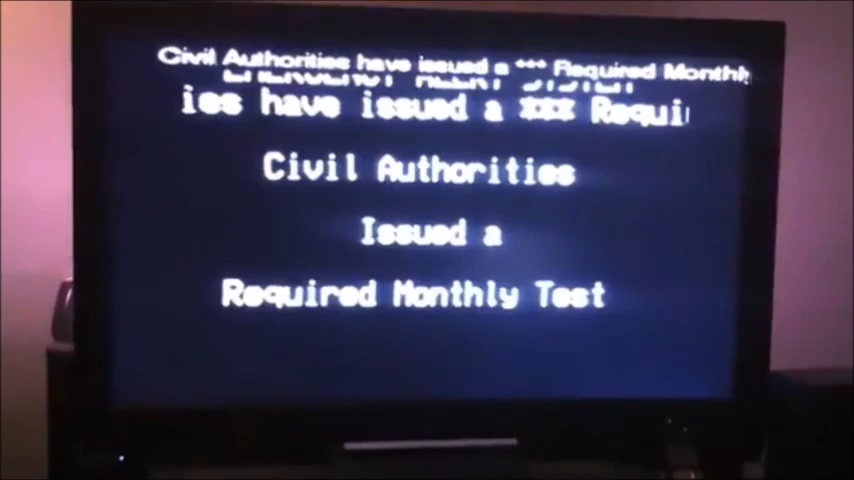 Civil Authorities have issued a *** Required Monthly
ies have issued a *** Requi
Civil Authorities
Issued a
Required Monthly Test